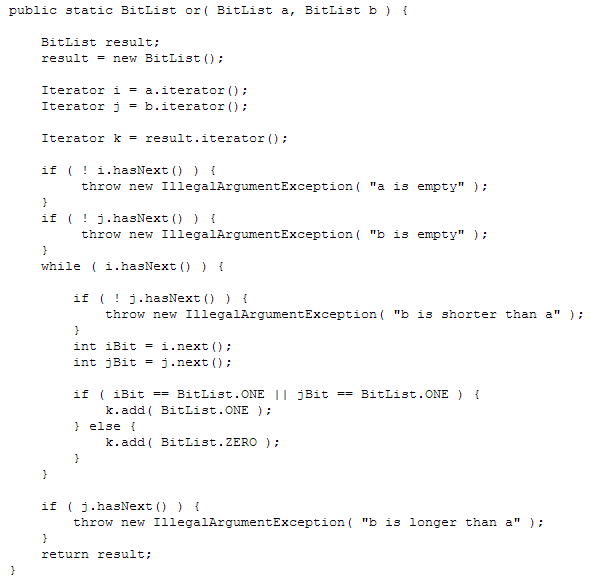 public static BitList or( BitList a, BitList b ) {
BitList result;
result = new BitList();
Iterator i = a.iterator();
Iterator j = b.iterator();
Iterator k = result.iterator();
if ( ! i.hasNext() ) {
throw new IllegalArgumentException( "a is empty" );
}
if ( ! j.hasNext() ) {
throw new IllegalArgumentException( "b is empty" );
}
while ( i.hasNext() ) {
if ( ! j.hasNext() ) {
throw new IllegalArgumentException( "b is shorter than a" );
}
int iBit = i.next();
int jBit = j.next();
if ( iBit == BitList.ONE || jBit == BitList.ONE ) {
k.add( BitList.ONE );
} else {
k.add( BitList.ZERO );
}
}
if ( j.hasNext() ) {
throw new IllegalArgumentException( "b is longer than a" );
}
return result;
}